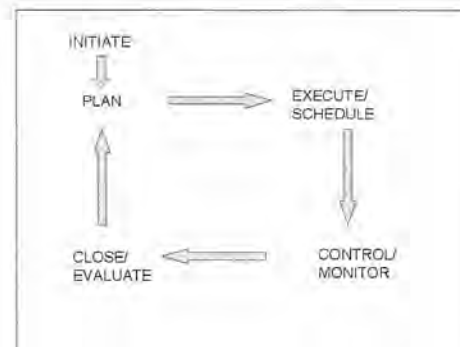 INITIATE
PLAN
EXECUTE/
SCHEDULE
CLOSE/
EVALUATE
CONTROL/
MONITOR